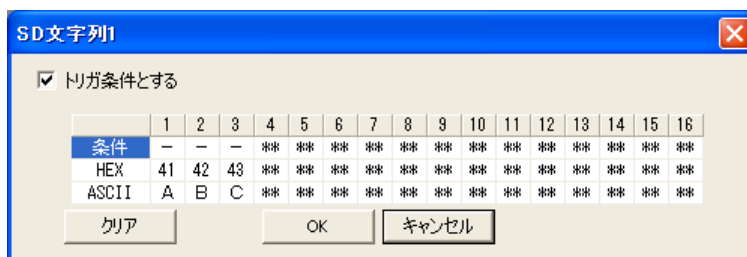 SD文字列1
トリガ条件とする
1 2 3 4 5 6 7 8 9 10 11 12 13 14 15 16
条件 — — — ** ** ** ** ** ** ** ** ** ** ** ** **
HEX 41 42 43 ** ** ** ** ** ** ** ** ** ** ** ** **
ASCII A B C ** ** ** ** ** ** ** ** ** ** ** ** **
クリア OK キャンセル